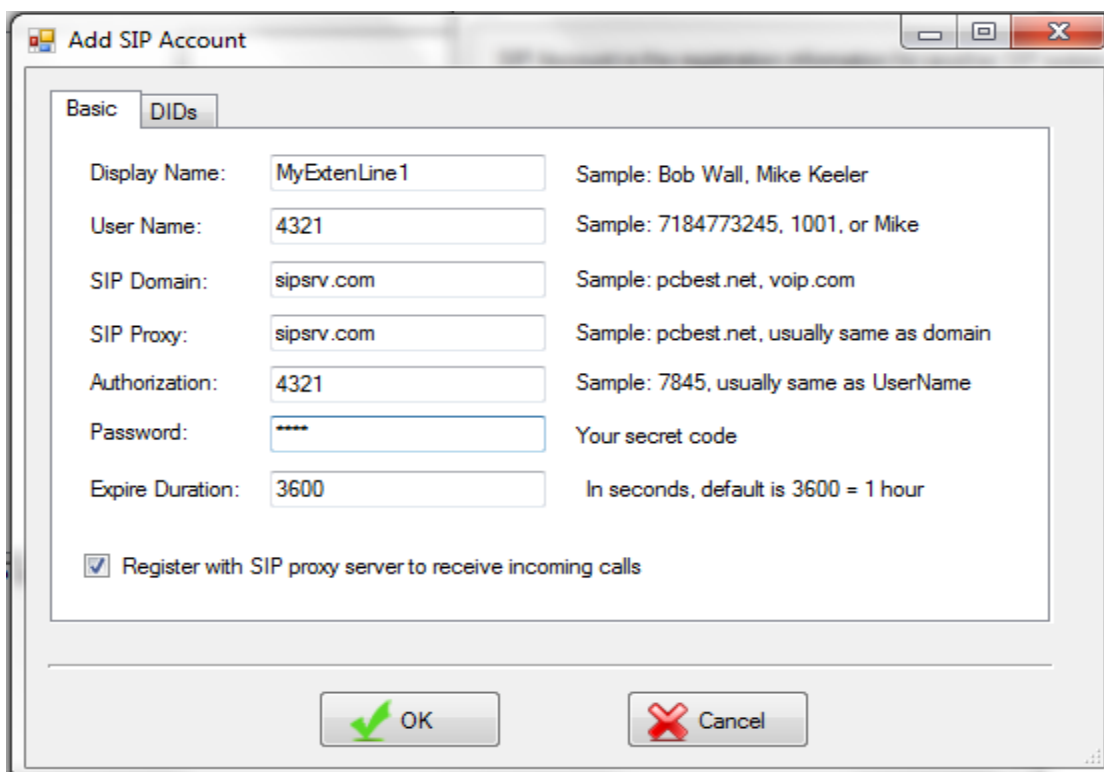 Add SIP Account
Basic DIDs
Display Name: MyExtenLine1 Sample: Bob Wall, Mike Keeler
User Name: 4321 Sample: 7184773245, 1001, or Mike
SIP Domain: sipsrv.com Sample: pcbest.net, voip.com
SIP Proxy: sipsrv.com Sample: pcbest.net, usually same as domain
Authorization: 4321 Sample: 7845, usually same as UserName
Password: **** Your secret code
Expire Duration: 3600 In seconds, default is 3600 = 1 hour
Register with SIP proxy server to receive incoming calls
OK Cancel